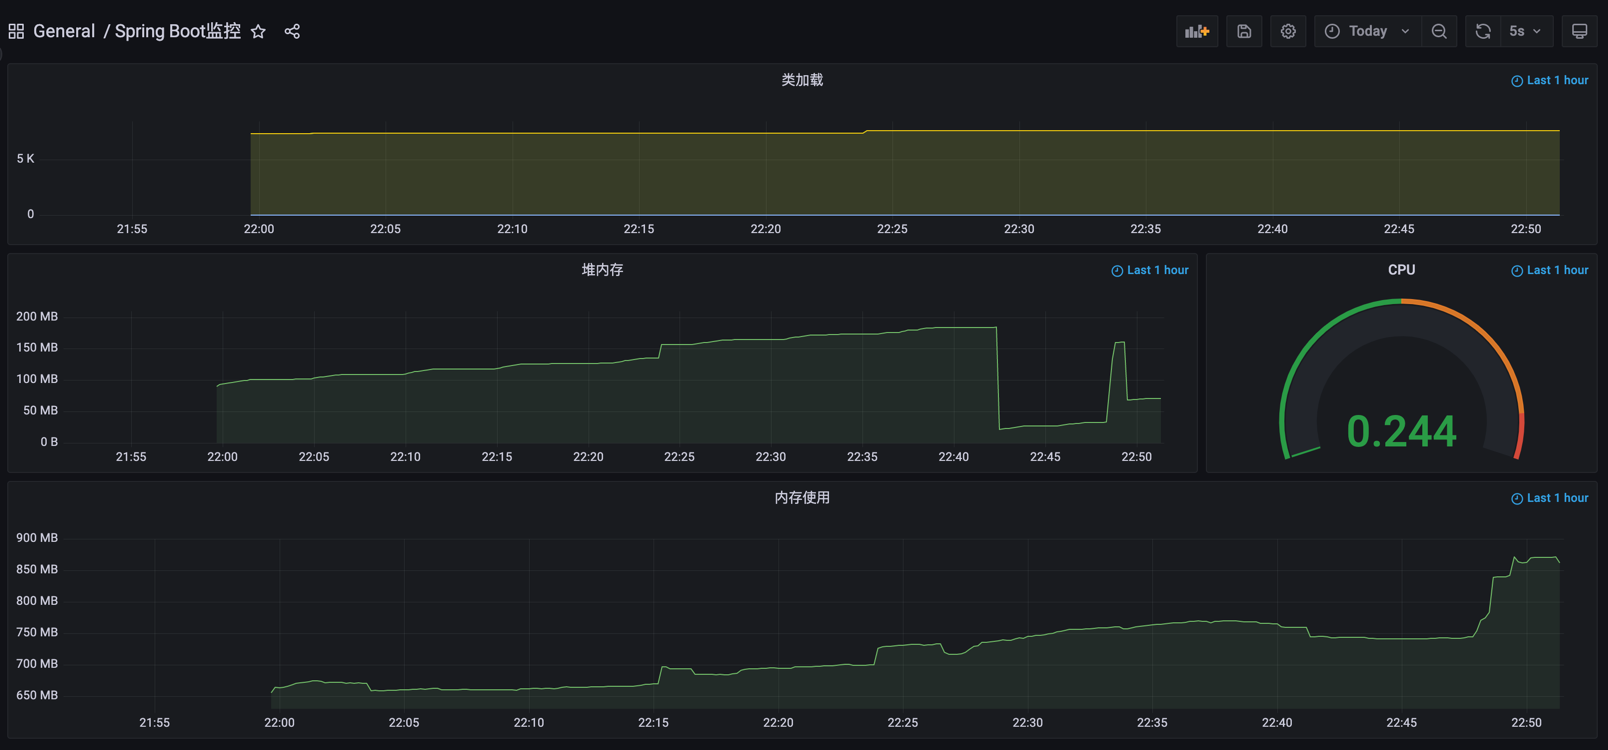 General / Spring Boot监控
Today
5s
类加载
Last 1 hour
5 K
0
21:55 22:00 22:05 22:10 22:15 22:20 22:25 22:30 22:35 22:40 22:45 22:50
堆内存
Last 1 hour
200 MB
150 MB
100 MB
50 MB
0 B
21:55 22:00 22:05 22:10 22:15 22:20 22:25 22:30 22:35 22:40 22:45 22:50
CPU
Last 1 hour
0.244
内存使用
Last 1 hour
900 MB
850 MB
800 MB
750 MB
700 MB
650 MB
21:55 22:00 22:05 22:10 22:15 22:20 22:25 22:30 22:35 22:40 22:45 22:50